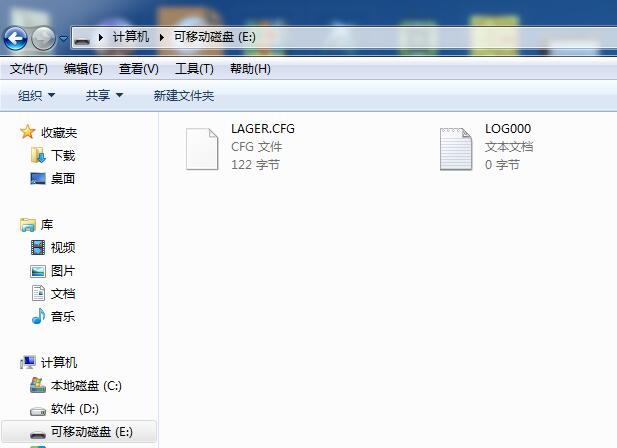 计算机 可移动磁盘 (E:)
文件(F) 编辑(E) 查看(V) 工具(T) 帮助(H)
组织 共享 新建文件夹
收藏夹
下载
桌面
库
视频
图片
文档
音乐
计算机
本地磁盘 (C:)
软件 (D:)
可移动磁盘 (E:)
LAGER.CFG
CFG 文件
122 字节
LOG000
文本文档
0 字节